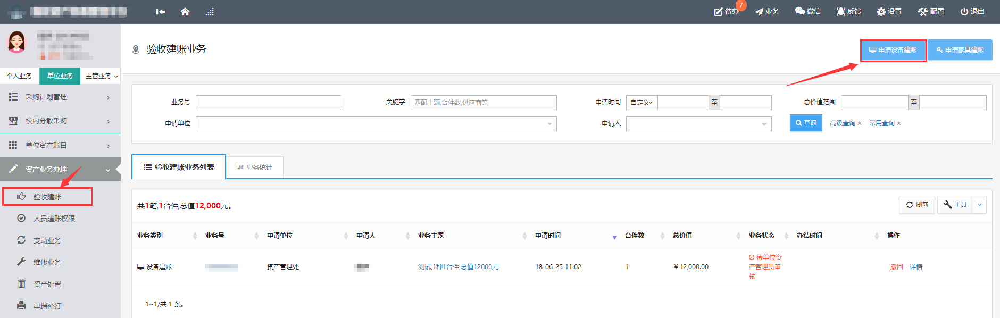 待办 7 业务 微信 反馈 设置 配置 退出
个人业务 单位业务 主管业务
采购计划管理
校内分散采购
单位资产账目
资产业务办理
验收建账
人员建账权限
变动业务
维修业务
资产处置
单据补打
验收建账业务
申请设备建账 申请家具建账
业务号 关键字 匹配主题,台件数,供应商等 申请时间 自定义 至 总价值范围 至
申请单位 申请人 查询 高级查询 常用查询
验收建账业务列表 业务统计
共1笔,1台件,总值12,000元。
刷新 工具
业务类别 业务号 申请单位 申请人 业务主题 申请时间 台件数 总价值 业务状态 办结时间 操作
设备建账 资产管理处 测试,1种1台件,总值12000元 18-06-25 11:02 1 ¥12,000.00 待单位资
产管理员审
核
撤回 详情
1~1/共 1 条。